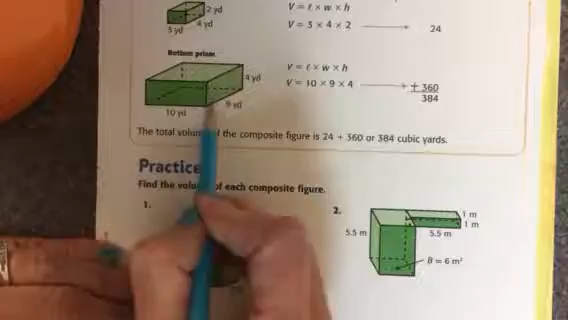 2 yd
V = ℓ × w × h
4 yd
3 yd
V = 3 × 4 × 2
24
Bottom prism
V = ℓ × w × h
4 yd
V = 10 × 9 × 4
+ 360
9 yd
384
10 yd
The total of the composite figure is 24 + 360 or 384 cubic yards.
Practice
Find the of each composite figure.
1.
2.
1 m
1 m
5.5 m
5.5 m
B = 6 m²